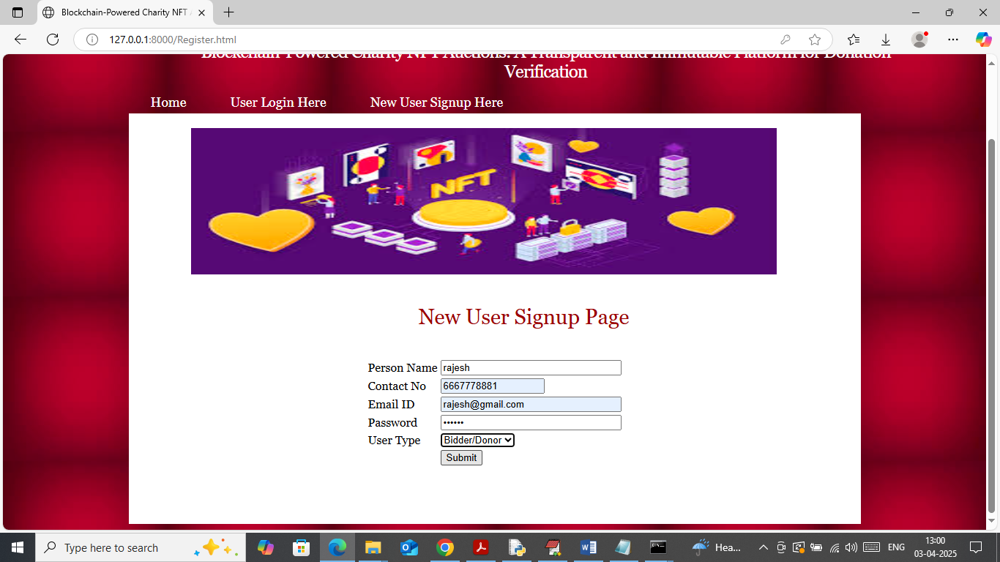 Blockchain-Powered Charity NFT
127.0.0.1:8000/Register.html
Blockchain-Powered Charity NFT Auctions: A Transparent and Immutable Platform for Donation
Verification
Home User Login Here New User Signup Here
NFT
New User Signup Page
Person Name rajesh
Contact No 6667778881
Email ID rajesh@gmail.com
Password ••••••
User Type Bidder/Donor
Submit
Type here to search Hea... ENG 13:00
03-04-2025